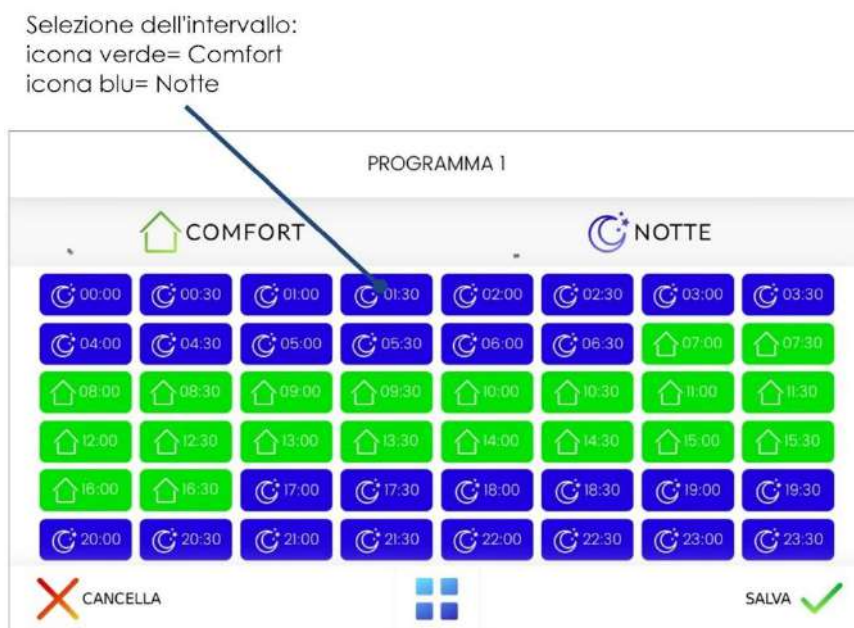 Selezione dell'intervallo:
icona verde= Comfort
icona blu= Notte
PROGRAMMA 1
COMFORT NOTTE
00:00 00:30 01:00 01:30 02:00 02:30 03:00 03:30
04:00 04:30 05:00 05:30 06:00 06:30 07:00 07:30
08:00 08:30 09:00 09:30 10:00 10:30 11:00 11:30
12:00 12:30 13:00 13:30 14:00 14:30 15:00 15:30
16:00 16:30 17:00 17:30 18:00 18:30 19:00 19:30
20:00 20:30 21:00 21:30 22:00 22:30 23:00 23:30
CANCELLA SALVA